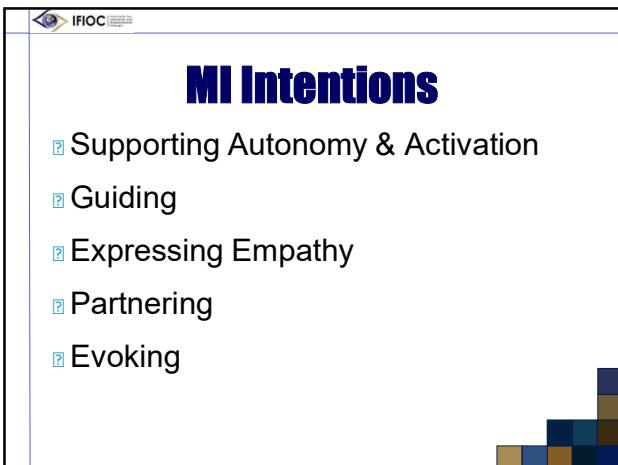 IFIOC
MI Intentions
Supporting Autonomy & Activation
Guiding
Expressing Empathy
Partnering
Evoking